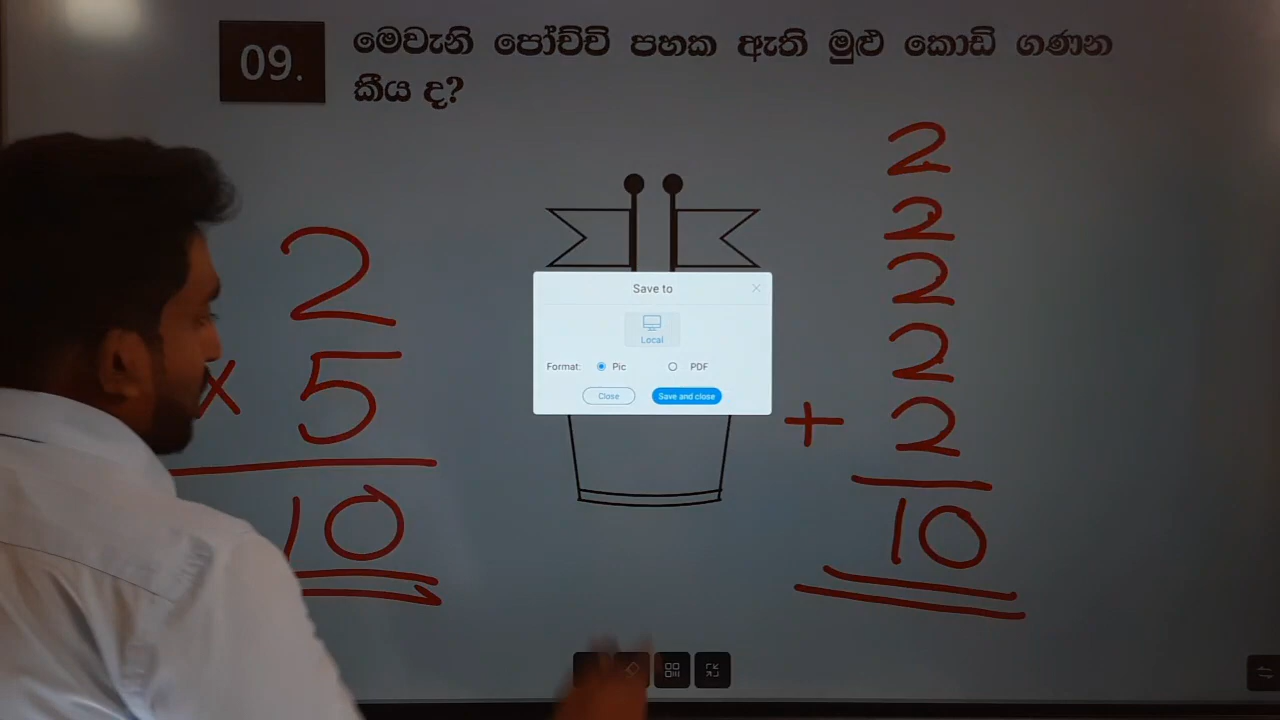 09.
මෙවැනි පෝච්චි පහක ඇති මුළු කොඩි ගණන
කීය ද?
2
× 5
10
2
2
2
2
+ 2
10
Save to
Local
Format: Pic PDF
Close Save and close